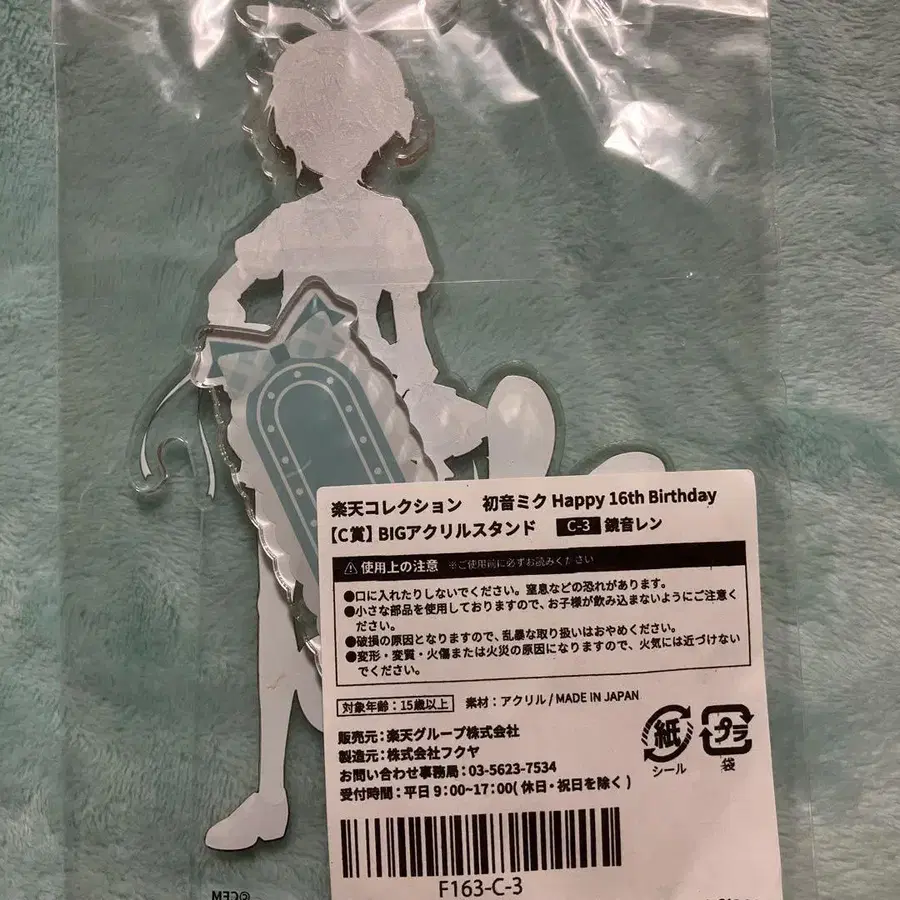 楽天コレクション 初音ミク Happy 16th Birthday
【C賞】BIGアクリルスタンド C-3 鏡音レン
⚠使用上の注意 ※ご使用前に必ずお読みください
●口に入れたりしないでください。窒息などの恐れがあります。
●小さな部品を使用しておりますので、お子様が飲み込まないようにご注意く
ださい。
●破損の原因となりますので、乱暴な取り扱いはおやめください。
●変形・変質・火傷または火災の原因になりますので、火気には近づけない
でください。
対象年齢：15歳以上 素材：アクリル / MADE IN JAPAN
販売元：楽天グループ株式会社
製造元：株式会社フクヤ
お問い合わせ事務局：03-5623-7534
受付時間：平日 9：00~17：00( 休日・祝日を除く )
紙 プラ
シール 袋
F163-C-3
©CFM